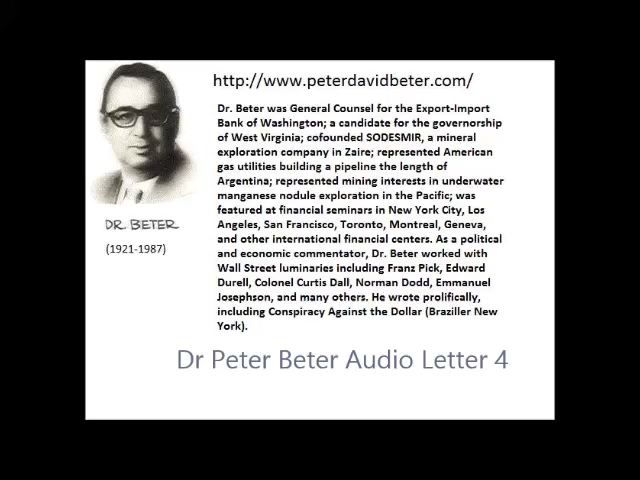 http://www.peterdavidbeter.com/
Dr. Beter was General Counsel for the Export-Import
Bank of Washington; a candidate for the governorship
of West Virginia; cofounded SODESMIR, a mineral
exploration company in Zaire; represented American
gas utilities building a pipeline the length of
Argentina; represented mining interests in underwater
manganese nodule exploration in the Pacific; was
featured at financial seminars in New York City, Los
Angeles, San Francisco, Toronto, Montreal, Geneva,
and other international financial centers. As a political
and economic commentator, Dr. Beter worked with
Wall Street luminaries including Franz Pick, Edward
Durell, Colonel Curtis Dall, Norman Dodd, Emmanuel
Josephson, and many others. He wrote prolifically,
including Conspiracy Against the Dollar (Braziller New
York).
DR. BETER
(1921-1987)
Dr Peter Beter Audio Letter 4